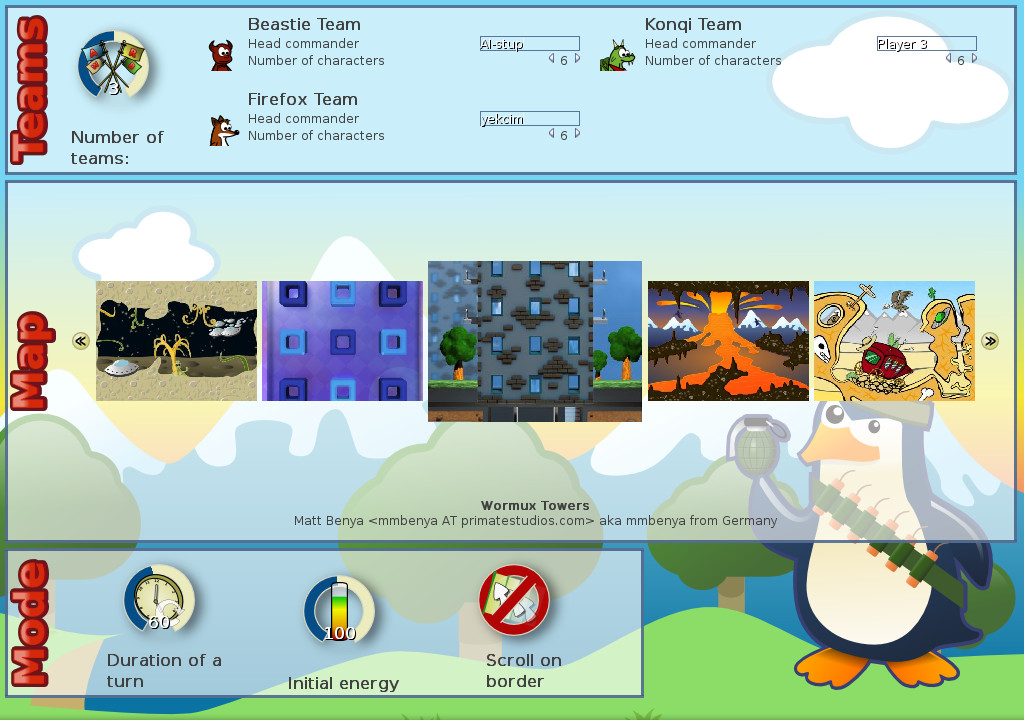 Teams
3
Number of
teams:
Beastie Team
Head commander
AI-stup
Number of characters
6
Konqi Team
Head commander
Player 3
Number of characters
6
Firefox Team
Head commander
yekcim
Number of characters
6
Map
Wormux Towers
Matt Benya <mmbenya AT primatestudios.com> aka mmbenya from Germany
Mode
60
Duration of a
turn
100
Initial energy
Scroll on
border